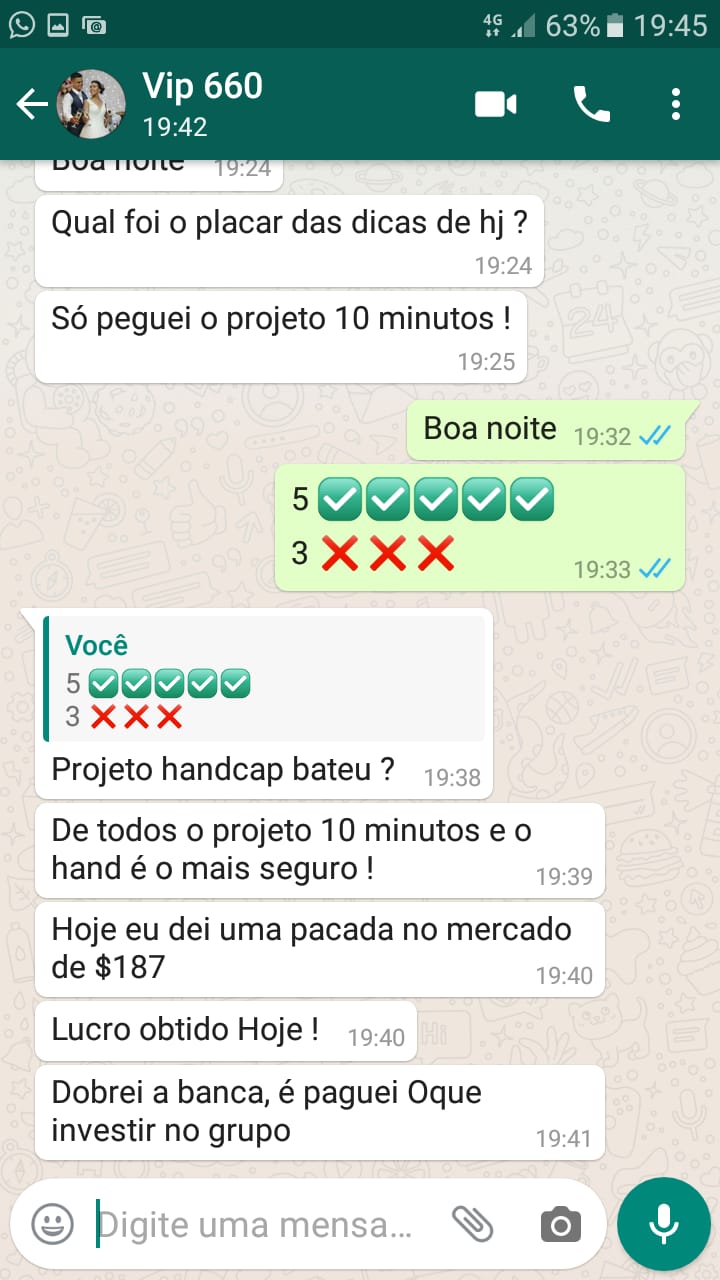 4G 63% 19:45
Vip 660
19:42
Boa noite 19:24
Qual foi o placar das dicas de hj ?
19:24
Só peguei o projeto 10 minutos !
19:25
Boa noite 19:32
5 ✅✅✅✅✅
3 ❌❌❌ 19:33
Você
5 ✅✅✅✅✅
3 ❌❌❌
Projeto handcap bateu ? 19:38
De todos o projeto 10 minutos e o
hand é o mais seguro ! 19:39
Hoje eu dei uma pacada no mercado
de $187 19:40
Lucro obtido Hoje ! 19:40
Dobrei a banca, é paguei Oque
investir no grupo 19:41
Digite uma mensa...